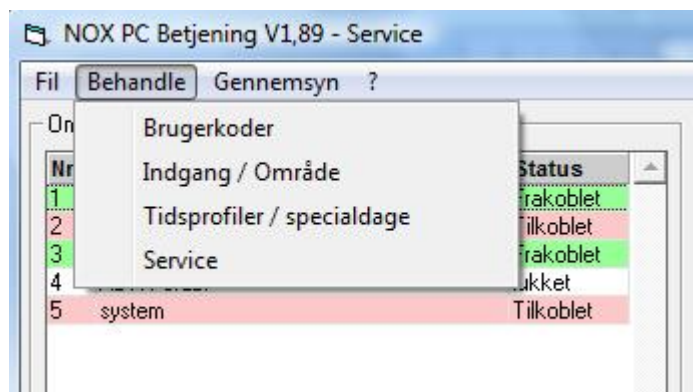 NOX PC Betjening V1,89 - Service
Fil Behandle Gennemsyn ?
Brugerkoder
Indgang / Område
Tidsprofiler / specialdage
Service
Nr Status
1 Frakoblet
2 Tilkoblet
3 Frakoblet
4 lukket
5 system Tilkoblet